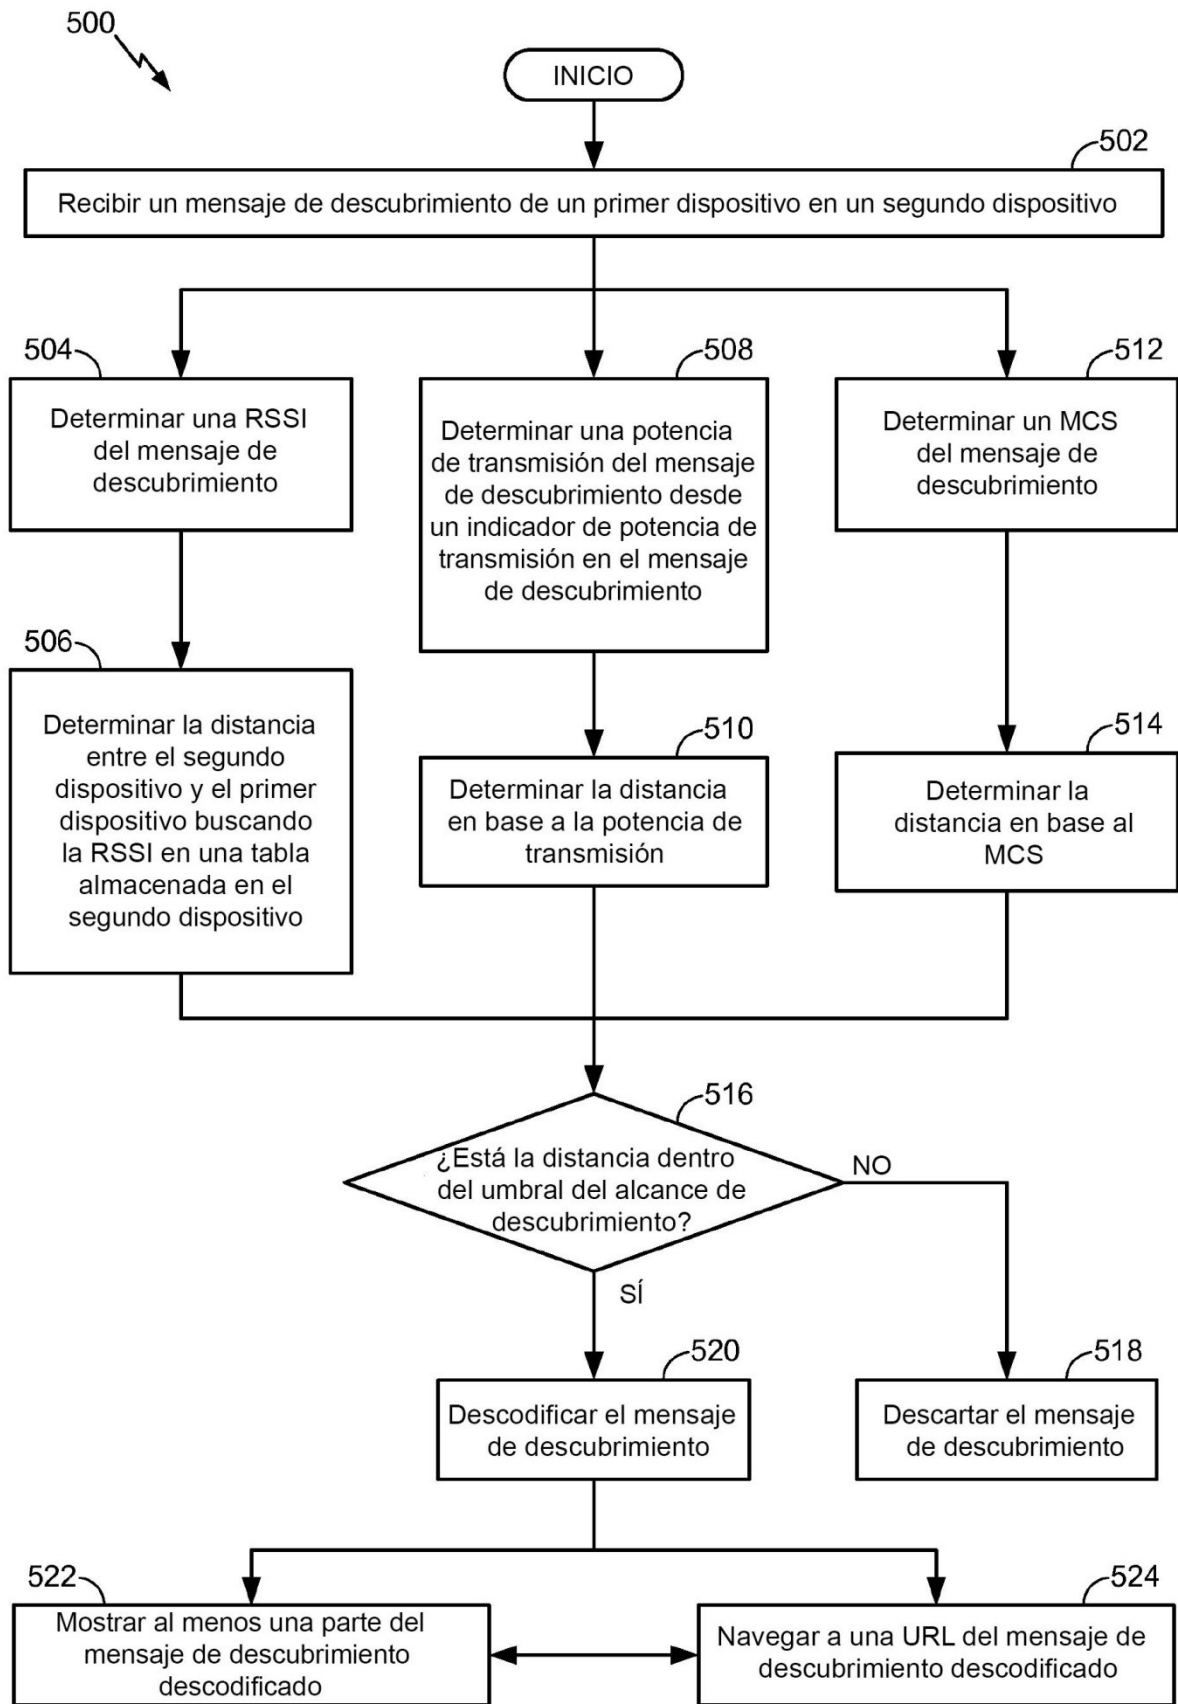 500
INICIO
502
Recibir un mensaje de descubrimiento de un primer dispositivo en un segundo dispositivo
504
Determinar una RSSI
del mensaje de
descubrimiento
508
Determinar una potencia
de transmisión del mensaje
de descubrimiento desde
un indicador de potencia de
transmisión en el mensaje
de descubrimiento
512
Determinar un MCS
del mensaje de
descubrimiento
506
Determinar la distancia
entre el segundo
dispositivo y el primer
dispositivo buscando
la RSSI en una tabla
almacenada en el
segundo dispositivo
510
Determinar la distancia
en base a la potencia de
transmisión
514
Determinar la
distancia en base al
MCS
516
¿Está la distancia dentro
del umbral del alcance de
descubrimiento?
NO
SÍ
520
Descodificar el mensaje
de descubrimiento
518
Descartar el mensaje
de descubrimiento
522
Mostrar al menos una parte del
mensaje de descubrimiento
descodificado
524
Navegar a una URL del mensaje de
descubrimiento descodificado